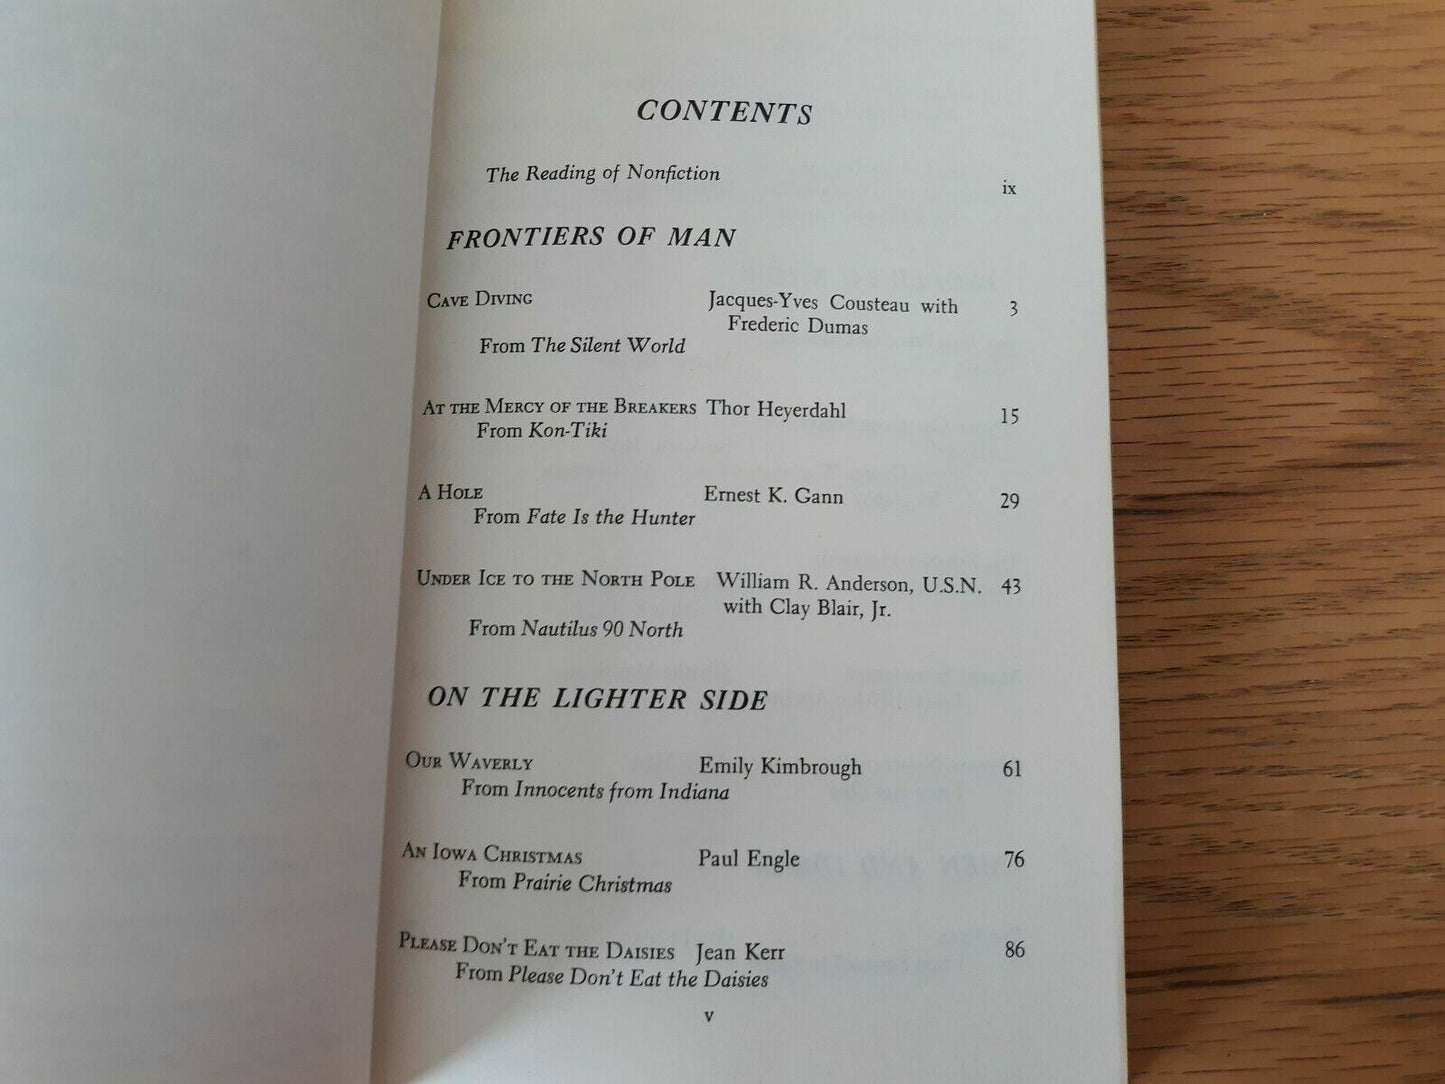 CONTENTS
The Reading of Nonfiction ix
FRONTIERS OF MAN
CAVE DIVING Jacques-Yves Cousteau with 3
Frederic Dumas
From The Silent World
AT THE MERCY OF THE BREAKERS Thor Heyerdahl 15
From Kon-Tiki
A HOLE Ernest K. Gann 29
From Fate Is the Hunter
UNDER ICE TO THE NORTH POLE William R. Anderson, U.S.N. 43
with Clay Blair, Jr.
From Nautilus 90 North
ON THE LIGHTER SIDE
OUR WAVERLY Emily Kimbrough 61
From Innocents from Indiana
AN IOWA CHRISTMAS Paul Engle 76
From Prairie Christmas
PLEASE DON'T EAT THE DAISIES Jean Kerr 86
From Please Don't Eat the Daisies
v